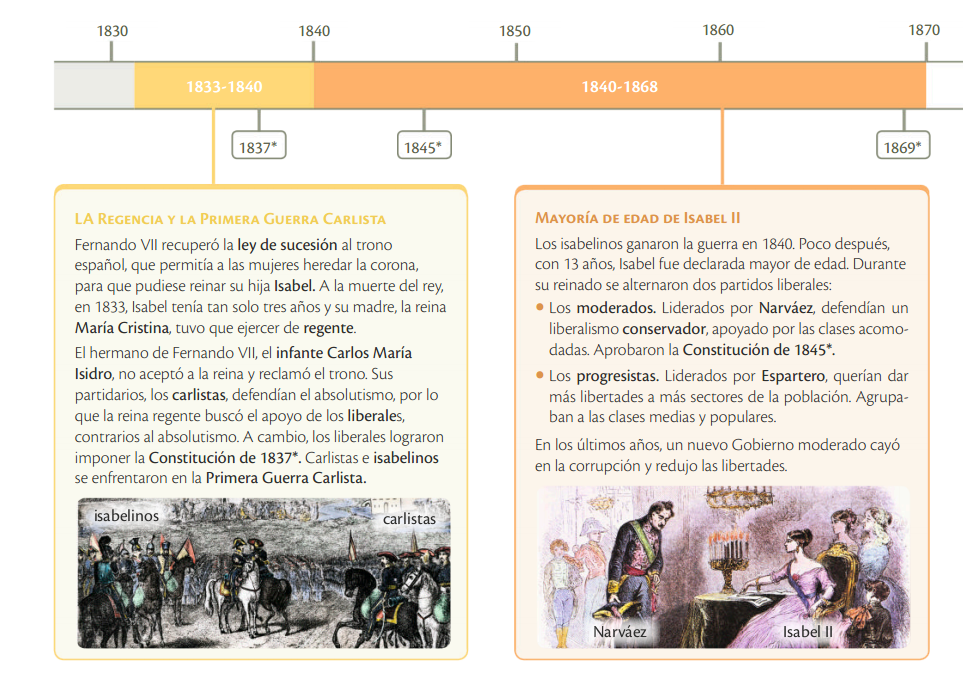 1830
1840
1850
1860
1870
1833-1840
1840-1868
1837*
1845*
1869*
LA Regencia y la Primera Guerra Carlista
Fernando VII recuperó la ley de sucesión al trono
español, que permitía a las mujeres heredar la corona,
para que pudiese reinar su hija Isabel. A la muerte del rey,
en 1833, Isabel tenía tan solo tres años y su madre, la reina
María Cristina, tuvo que ejercer de regente.
El hermano de Fernando VII, el infante Carlos María
Isidro, no aceptó a la reina y reclamó el trono. Sus
partidarios, los carlistas, defendían el absolutismo, por lo
que la reina regente buscó el apoyo de los liberales,
contrarios al absolutismo. A cambio, los liberales lograron
imponer la Constitución de 1837*. Carlistas e isabelinos
se enfrentaron en la Primera Guerra Carlista.
isabelinos
carlistas
Mayoría de edad de Isabel II
Los isabelinos ganaron la guerra en 1840. Poco después,
con 13 años, Isabel fue declarada mayor de edad. Durante
su reinado se alternaron dos partidos liberales:
• Los moderados. Liderados por Narváez, defendían un
liberalismo conservador, apoyado por las clases acomo-
dadas. Aprobaron la Constitución de 1845*.
• Los progresistas. Liderados por Espartero, querían dar
más libertades a más sectores de la población. Agrupa-
ban a las clases medias y populares.
En los últimos años, un nuevo Gobierno moderado cayó
en la corrupción y redujo las libertades.
Narváez
Isabel II